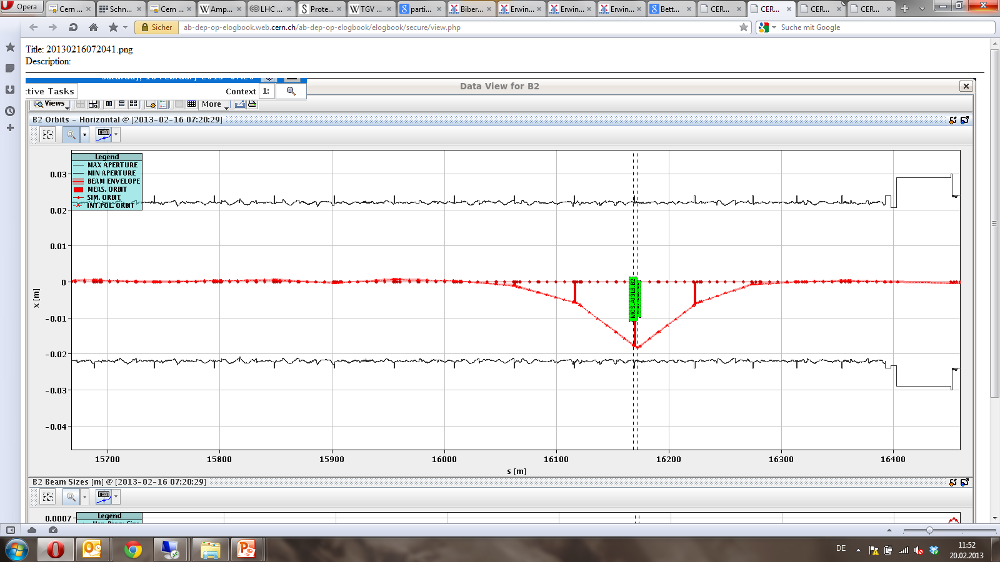 Opera
Cern ...
Schn...
Cern ...
Amp...
LHC ...
Prote...
TGV ...
parti...
Biber...
Erwin...
Erwin...
Erwin...
Bett...
CER...
CER...
CER...
CER...
Sicher
ab-dep-op-elogbook.web.cern.ch/ab-dep-op-elogbook/elogbook/secure/view.php
Suche mit Google
Title: 20130216072041.png
Description:
Data View for B2
:tive Tasks
Context 1:
Views
More
B2 Orbits - Horizontal @ [2013-02-16 07:20:29]
IP1
Legend
MAX APERTURE
MIN APERTURE
BEAM ENVELOPE
MEAS. ORBIT
SIM. ORBIT
INT.POL. ORBIT
0.03
0.02
0.01
0
-0.01
-0.02
-0.03
-0.04
x [m]
MCS.A13L6.B2
15700
15800
15900
16000
16100
16200
16300
16400
s [m]
B2 Beam Sizes [m] @ [2013-02-16 07:20:29]
IP1
0.0007
Legend
DE
11:52
20.02.2013